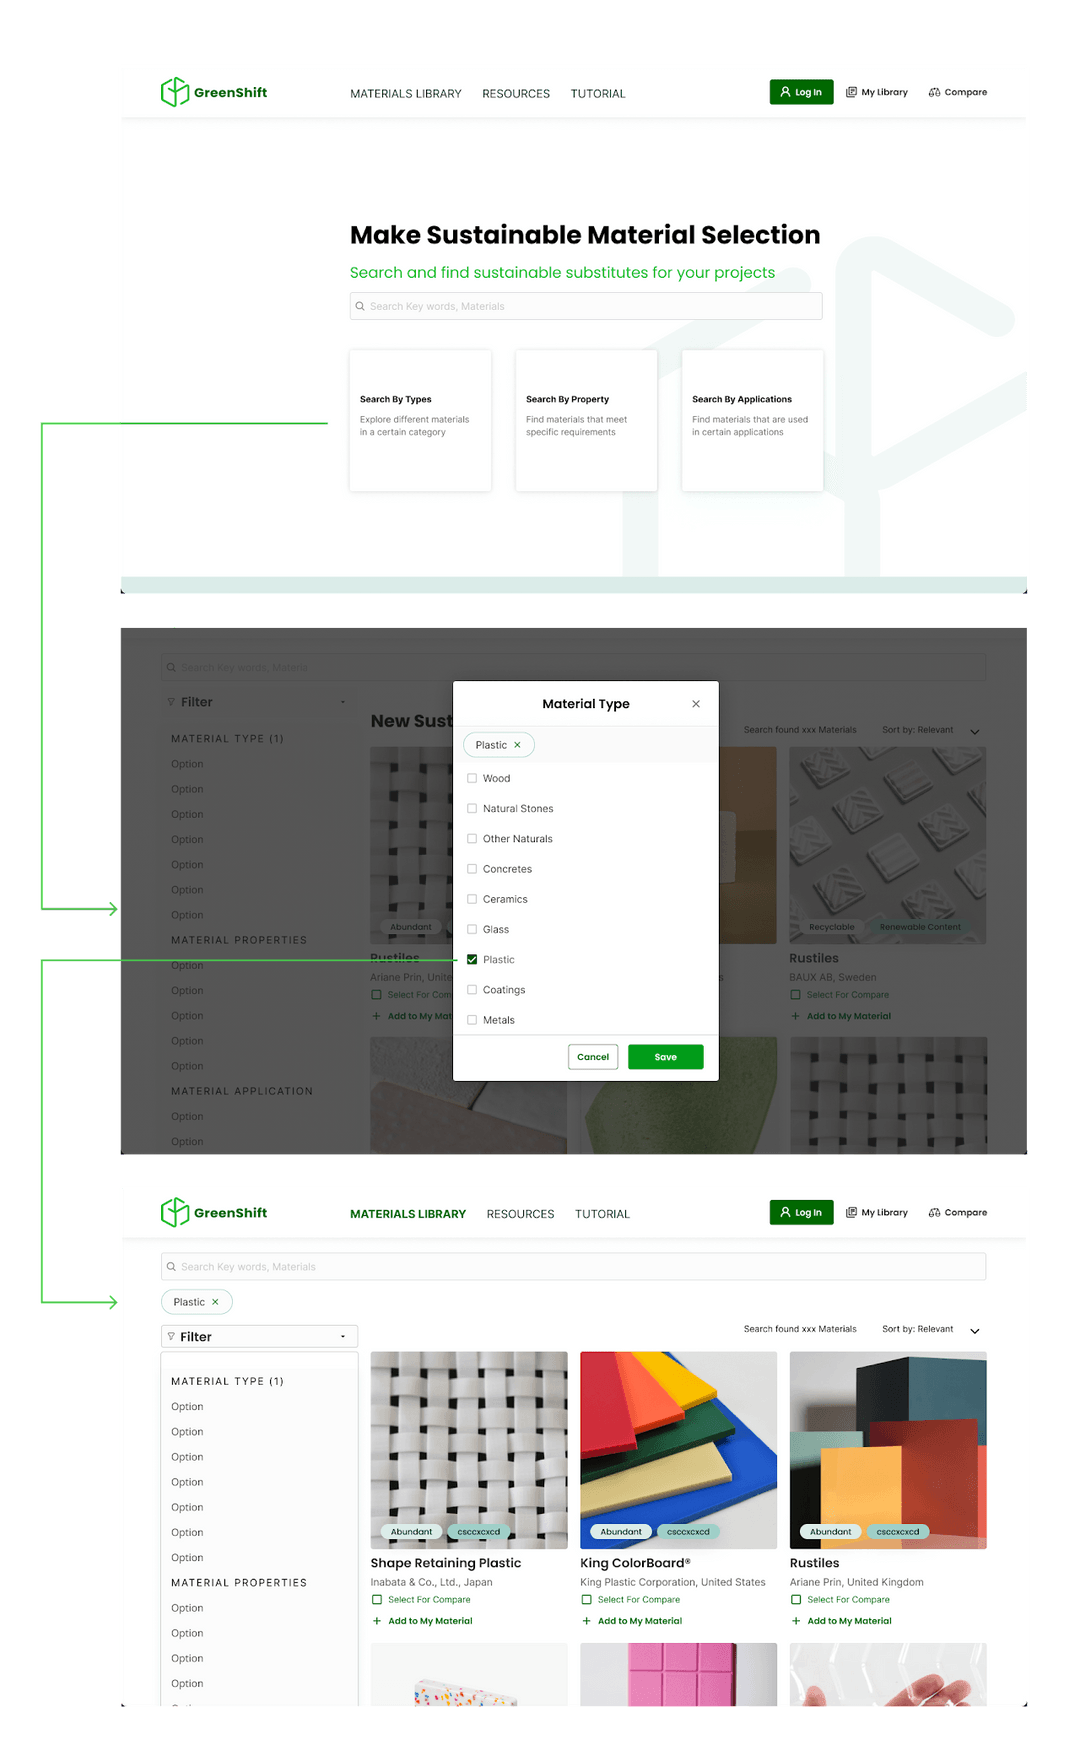 GreenShift
MATERIALS LIBRARY RESOURCES TUTORIAL
Log In My Library Compare
Make Sustainable Material Selection
Search and find sustainable substitutes for your projects
Search Key words, Materials
Search By Types
Explore different materials
in a certain category
Search By Property
Find materials that meet
specific requirements
Search By Applications
Find materials that are used
in certain applications
Search Key words, Materia
Filter
MATERIAL TYPE (1)
Option
Option
Option
Option
Option
Option
Option
MATERIAL PROPERTIES
Option
Option
Option
Option
Option
MATERIAL APPLICATION
Option
Option
New Sust
Search found xxx Materials Sort by: Relevant
Abundant
Rustiles
Ariane Prin, Unite
Select For Com
Add to My Mat
s
Recyclable Renewable Content
Rustiles
BAUX AB, Sweden
Select For Compare
Add to My Material
Material Type
Plastic
Wood
Natural Stones
Other Naturals
Concretes
Ceramics
Glass
Plastic
Coatings
Metals
Cancel Save
GreenShift
MATERIALS LIBRARY RESOURCES TUTORIAL
Log In My Library Compare
Search Key words, Materials
Plastic
Filter
Search found xxx Materials Sort by: Relevant
MATERIAL TYPE (1)
Option
Option
Option
Option
Option
Option
Option
MATERIAL PROPERTIES
Option
Option
Option
Option
Abundant csccxcxcd
Shape Retaining Plastic
Inabata & Co., Ltd., Japan
Select For Compare
Add to My Material
Abundant csccxcxcd
King ColorBoard®
King Plastic Corporation, United States
Select For Compare
Add to My Material
Abundant csccxcxcd
Rustiles
Ariane Prin, United Kingdom
Select For Compare
Add to My Material